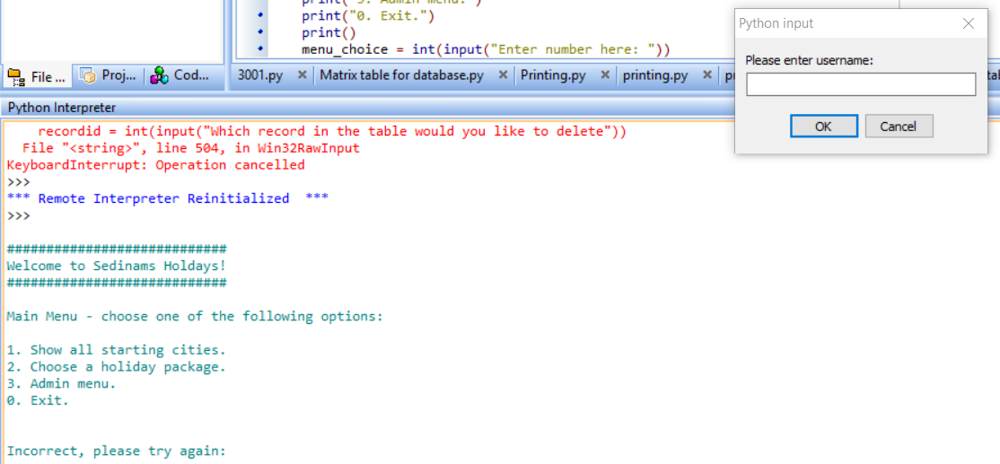 print("3. Admin menu.")
print("0. Exit.")
print()
menu_choice = int(input("Enter number here: "))
File ...
Proj...
Cod...
3001.py
Matrix table for database.py
Printing.py
printing.py
Python Interpreter
recordid = int(input("Which record in the table would you like to delete"))
File "<string>", line 504, in Win32RawInput
KeyboardInterrupt: Operation cancelled
>>>
*** Remote Interpreter Reinitialized ***
>>>
############################
Welcome to Sedinams Holdays!
############################
Main Menu - choose one of the following options:
1. Show all starting cities.
2. Choose a holiday package.
3. Admin menu.
0. Exit.
Incorrect, please try again:
Python input
Please enter username:
OK
Cancel